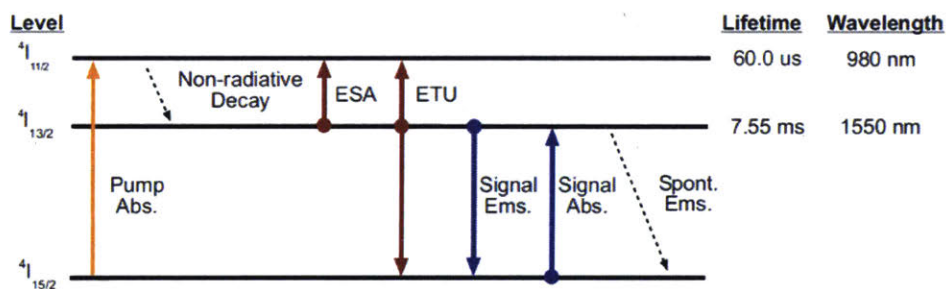 Level Lifetime Wavelength
⁴I₁₁/₂ 60.0 us 980 nm
Non-radiative
Decay
ESA ETU
⁴I₁₃/₂ 7.55 ms 1550 nm
Pump
Abs.
Signal
Ems.
Signal
Abs.
Spont.
Ems.
⁴I₁₅/₂